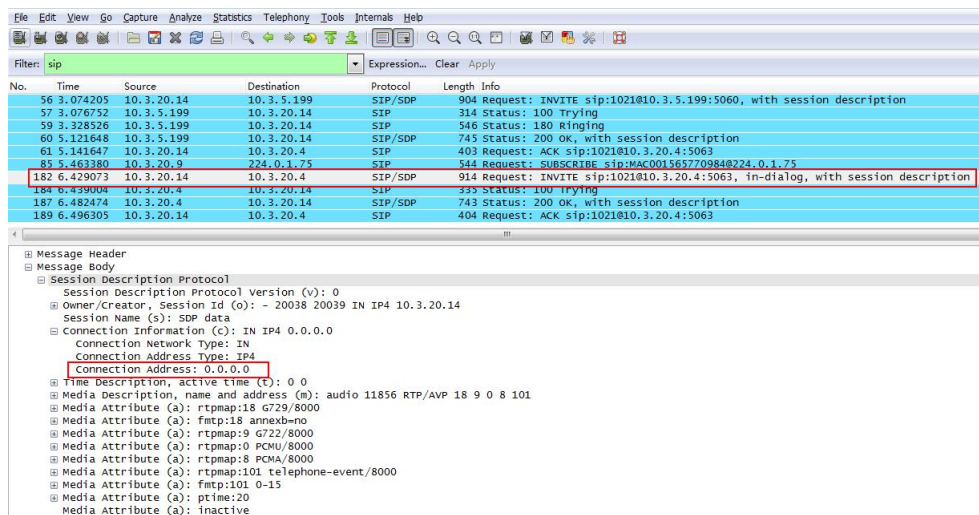 File Edit View Go Capture Analyze Statistics Telephony Tools Internals Help
Filter: sip Expression... Clear Apply
No. Time Source Destination Protocol Length Info
56 3.074205 10.3.20.14 10.3.5.199 SIP/SDP 904 Request: INVITE sip:1021@10.3.5.199:5060, with session description
57 3.076752 10.3.5.199 10.3.20.14 SIP 314 Status: 100 Trying
59 3.328526 10.3.5.199 10.3.20.14 SIP 546 Status: 180 Ringing
60 5.121648 10.3.5.199 10.3.20.14 SIP/SDP 745 Status: 200 OK, with session description
61 5.141647 10.3.20.14 10.3.20.4 SIP 403 Request: ACK sip:1021@10.3.20.4:5063
85 5.463380 10.3.20.9 224.0.1.75 SIP 544 Request: SUBSCRIBE sip:MAC001565770984@224.0.1.75
182 6.429073 10.3.20.14 10.3.20.4 SIP/SDP 914 Request: INVITE sip:1021@10.3.20.4:5063, in-dialog, with session description
184 6.439004 10.3.20.4 10.3.20.14 SIP 335 Status: 100 Trying
187 6.482474 10.3.20.4 10.3.20.14 SIP/SDP 743 Status: 200 OK, with session description
189 6.496305 10.3.20.14 10.3.20.4 SIP 404 Request: ACK sip:1021@10.3.20.4:5063
Message Header
Message Body
Session Description Protocol
Session Description Protocol Version (v): 0
Owner/Creator, Session Id (o): - 20038 20039 IN IP4 10.3.20.14
Session Name (s): SDP data
Connection Information (c): IN IP4 0.0.0.0
Connection Network Type: IN
Connection Address Type: IP4
Connection Address: 0.0.0.0
Time Description, active time (t): 0 0
Media Description, name and address (m): audio 11856 RTP/AVP 18 9 0 8 101
Media Attribute (a): rtpmap:18 G729/8000
Media Attribute (a): fmtp:18 annexb=no
Media Attribute (a): rtpmap:9 G722/8000
Media Attribute (a): rtpmap:0 PCMU/8000
Media Attribute (a): rtpmap:8 PCMA/8000
Media Attribute (a): rtpmap:101 telephone-event/8000
Media Attribute (a): fmtp:101 0-15
Media Attribute (a): ptime:20
Media Attribute (a): inactive